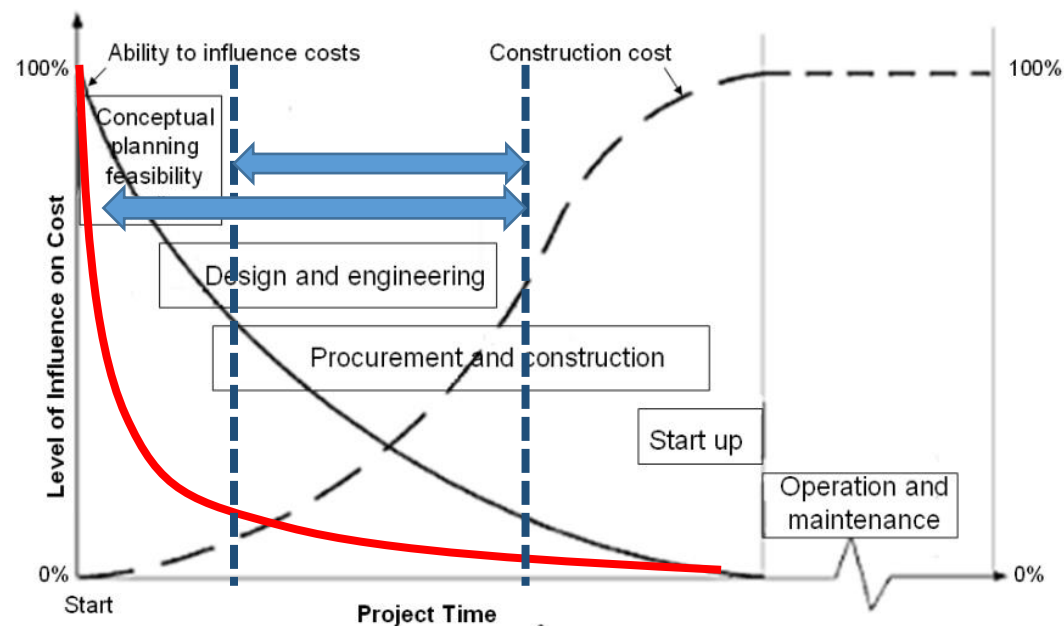 Ability to influence costs
Construction cost
100%
100%
Conceptual
planning
feasibility
Design and engineering
Procurement and construction
Start up
Operation and
maintenance
Level of Influence on Cost
0%
0%
Start
Project Time